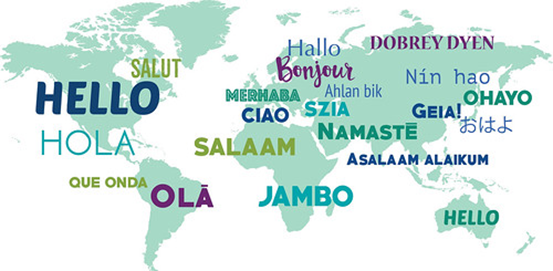 Hallo
DOBREY DYEN
SALUT
Bonjour
Nín hao
HELLO
MERHABA
Ahlan bik
OHAYO
CIAO
SZIA
Geia!
おはよ
HOLA
Namastē
SALAAM
Asalaam alaikum
QUE ONDA
OLĀ
JAMBO
HELLO